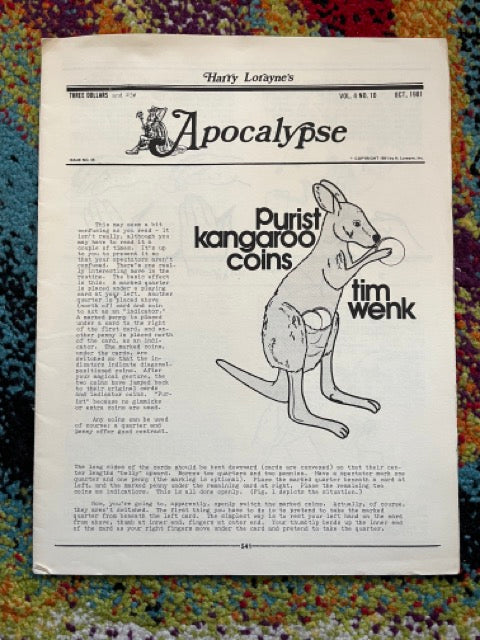 Harry Lorayne's
THREE DOLLARS
VOL. 4 NO. 10 OCT, 1981
Apocalypse
purist
kangaroo
coins
tim
wenk
This may seem a bit
confusing as you read - it
isn't really, although you
may have to read it a
couple of times. It's up
to you to present it so
that your spectators aren't
confused. There's one real-
ly interesting move in the
routine. The basic effect
is this: A marked quarter
is placed under a playing
card at your left. Another
quarter is placed above
(north of) card and coin
to act as an "indicator."
A marked penny is placed
under a card to the right
of the first card, and an-
other penny is placed north
of the card, as an indi-
cator. The marked coins,
under the cards, are
switched so that the in-
dicators indicate
positioned coins. After
your magical gesture, the
two coins have jumped back
to their original cards
and indicator coins. "Pur-
ist" because no gimmicks
or extra coins are used.
Any coins can be used
of course; a quarter and
penny offer good contrast.
The long sides of the cards should be bent downward (cards are convexed) so that their cen-
ter lengths "belly" upward. Borrow two quarters and two pennies. Have a spectator mark one
quarter and one penny (the marking is optional). Place the marked quarter beneath a card at
left, and the marked penny under the remaining card at right. Place the remaining two
coins as indicators. This is all done openly. (Fig. 1 depicts the situation.)
Now, you're going to, apparently, openly switch the marked coins. Actually, of course,
they aren't switched. The first thing you have to do is to pretend to take the marked
quarter from beneath the left card. The simplest way is to rest your left hand on the card
from above, thumb at inner end, fingers at outer end. Your thumbtip tends up the inner end
of the card as your right fingers move under the card and pretend to take the quarter.
541